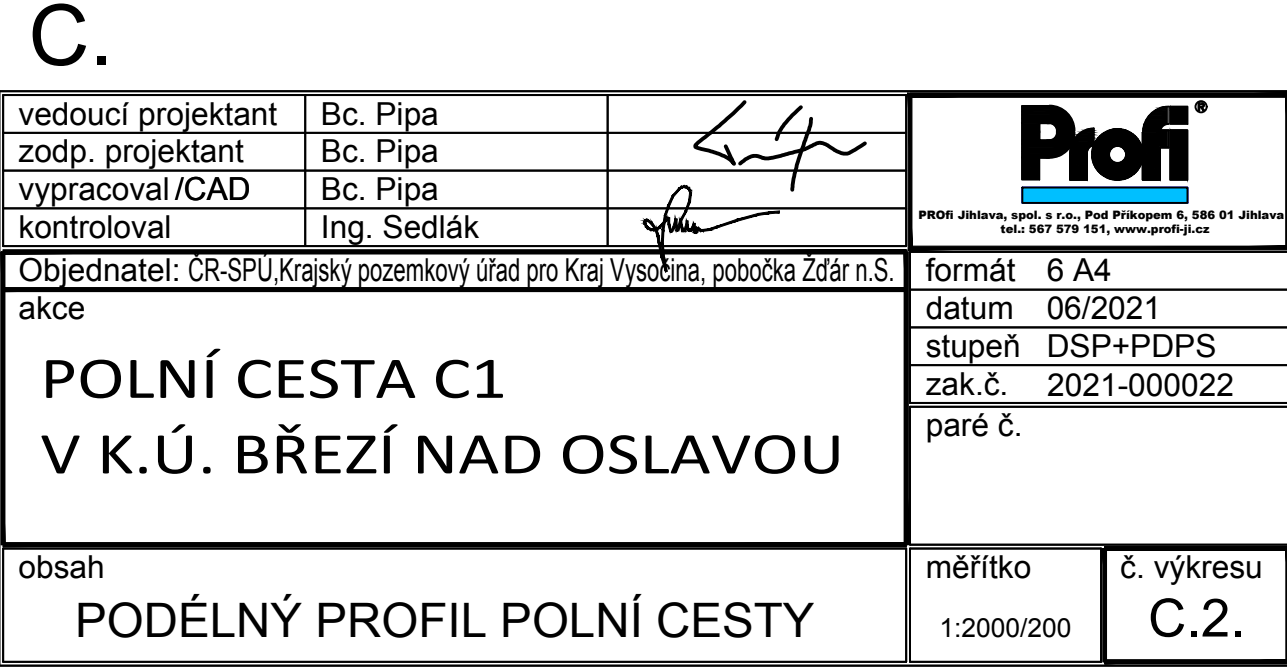 C.
vedoucí projektant Bc. Pipa
zodp. projektant Bc. Pipa
vypracoval/CAD Bc. Pipa
kontroloval Ing. Sedlák
Profi®
PROfi Jihlava, spol. s r.o., Pod Příkopem 6, 586 01 Jihlava
tel.: 567 579 151, www.profi-ji.cz
Objednatel: ČR-SPÚ,Krajský pozemkový úřad pro Kraj Vysočina, pobočka Žďár n.S.
formát 6 A4
datum 06/2021
stupeň DSP+PDPS
zak.č. 2021-000022
paré č.
akce
POLNÍ CESTA C1
V K.Ú. BŘEZÍ NAD OSLAVOU
obsah
PODÉLNÝ PROFIL POLNÍ CESTY
měřítko
1:2000/200
č. výkresu
C.2.